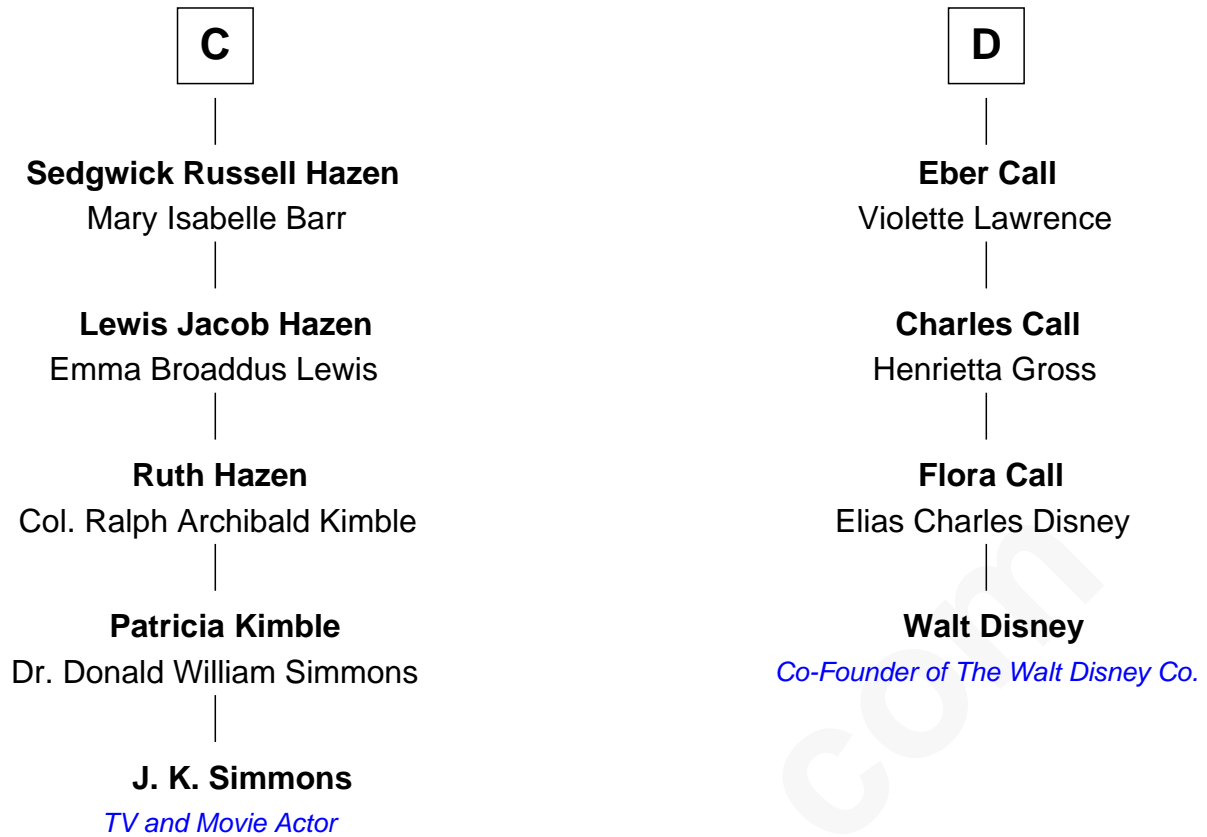 C
Sedgwick Russell Hazen
Mary Isabelle Barr
Lewis Jacob Hazen
Emma Broaddus Lewis
Ruth Hazen
Col. Ralph Archibald Kimble
Patricia Kimble
Dr. Donald William Simmons
J. K. Simmons
TV and Movie Actor
D
Eber Call
Violette Lawrence
Charles Call
Henrietta Gross
Flora Call
Elias Charles Disney
Walt Disney
Co-Founder of The Walt Disney Co.
com